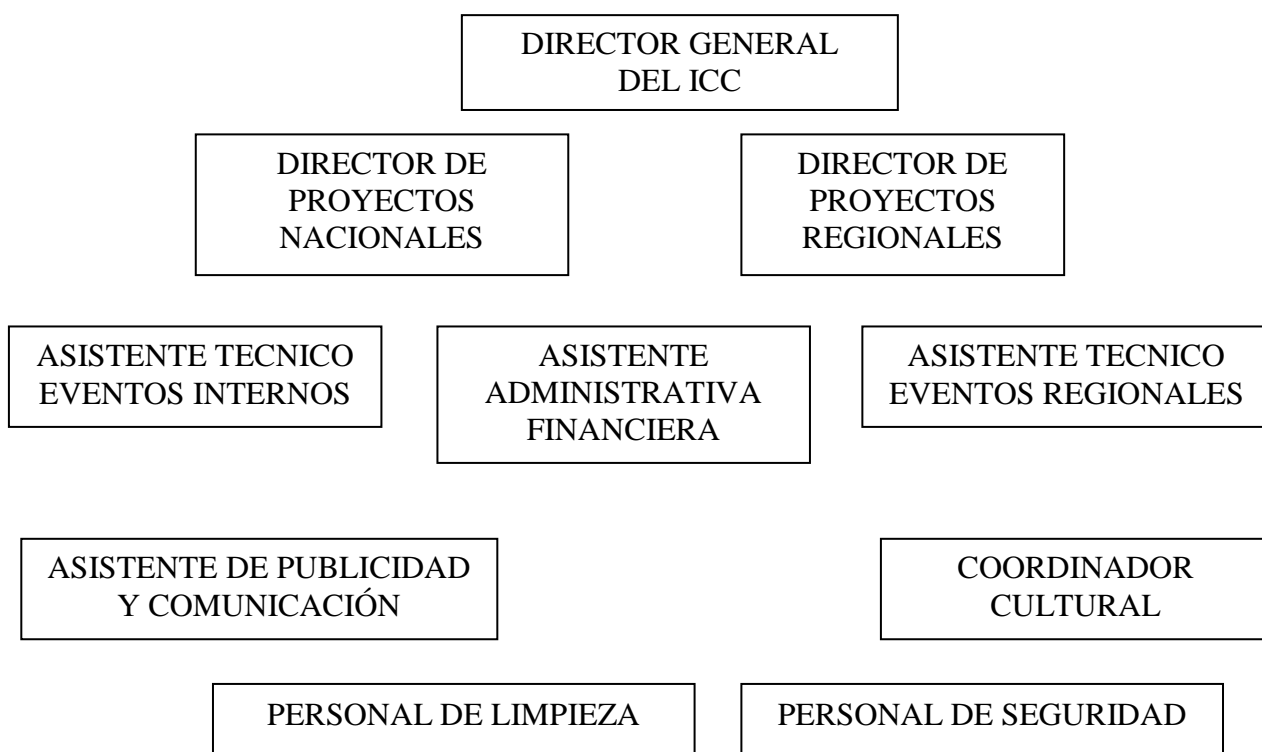 DIRECTOR GENERAL
DEL ICC
DIRECTOR DE
PROYECTOS
NACIONALES
DIRECTOR DE
PROYECTOS
REGIONALES
ASISTENTE TECNICO
EVENTOS INTERNOS
ASISTENTE
ADMINISTRATIVA
FINANCIERA
ASISTENTE TECNICO
EVENTOS REGIONALES
ASISTENTE DE PUBLICIDAD
Y COMUNICACIÓN
COORDINADOR
CULTURAL
PERSONAL DE LIMPIEZA
PERSONAL DE SEGURIDAD